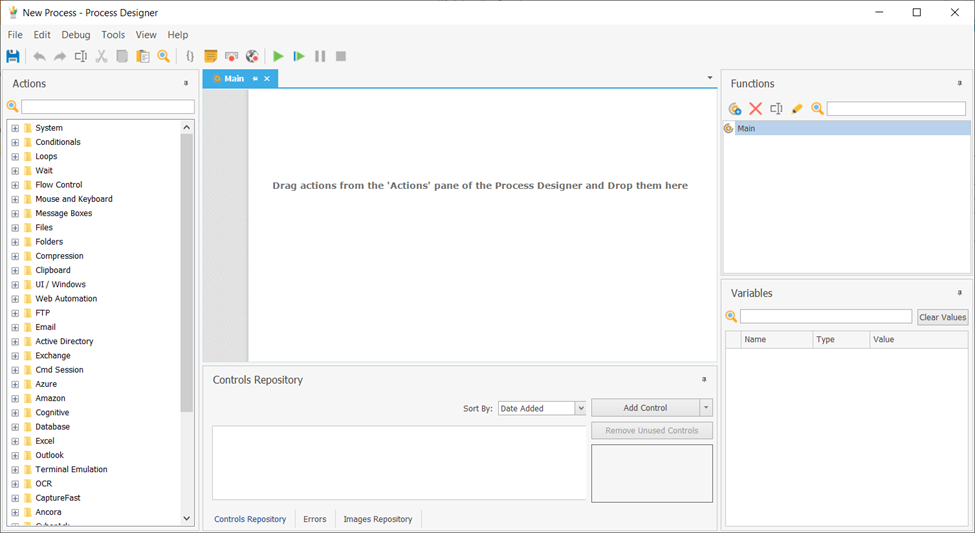 New Process - Process Designer
File Edit Debug Tools View Help
Actions
System
Conditionals
Loops
Wait
Flow Control
Mouse and Keyboard
Message Boxes
Files
Folders
Compression
Clipboard
UI / Windows
Web Automation
FTP
Email
Active Directory
Exchange
Cmd Session
Azure
Amazon
Cognitive
Database
Excel
Outlook
Terminal Emulation
OCR
CaptureFast
Ancora
{}
Main
Drag actions from the 'Actions' pane of the Process Designer and Drop them here
Controls Repository
Sort By: Date Added
Add Control
Remove Unused Controls
Controls Repository Errors Images Repository
Functions
Main
Variables
Clear Values
Name Type Value